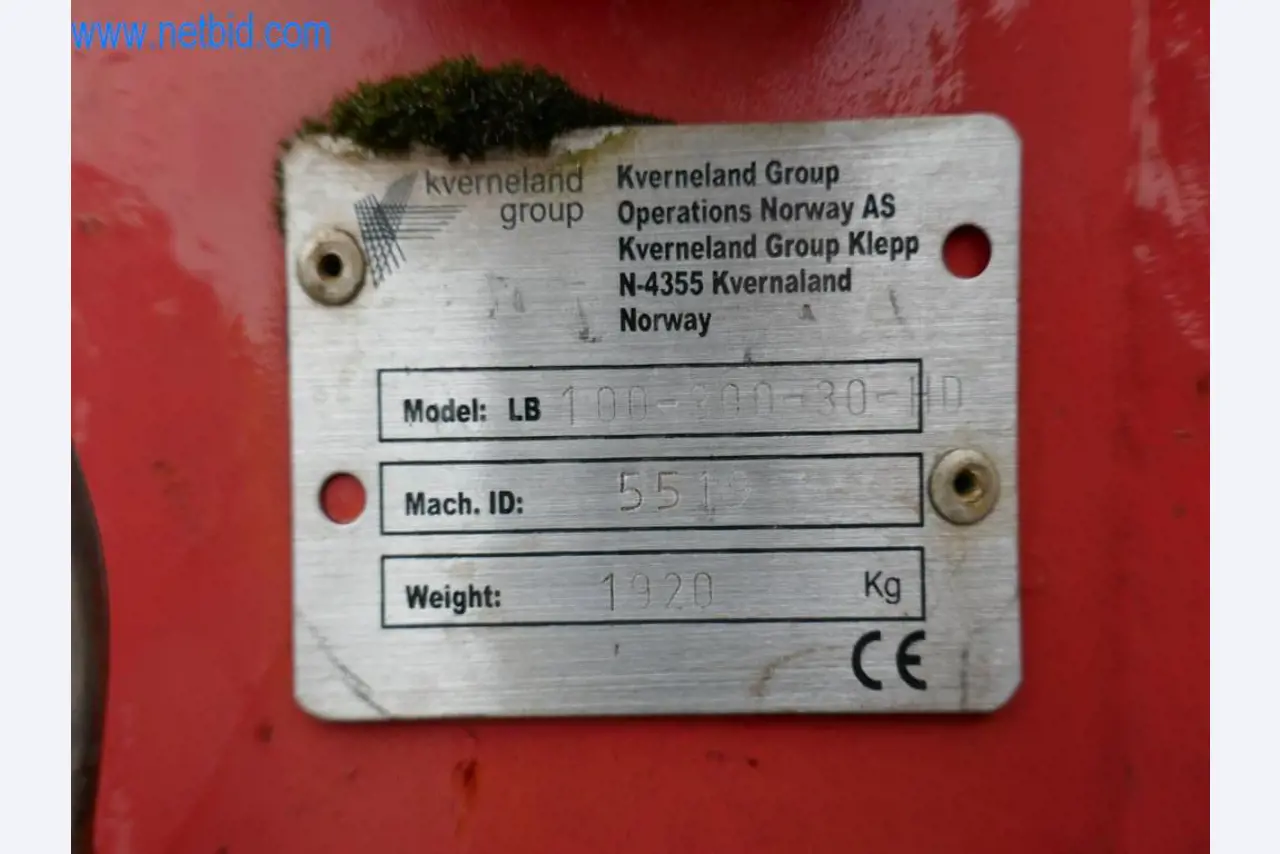 www.netbid.com
kverneland
group
Kverneland Group
Operations Norway AS
Kverneland Group Klepp
N-4355 Kvernaland
Norway
Model: LB 100-300-30-HD
Mach. ID: 5519
Weight: 1920 Kg
CE